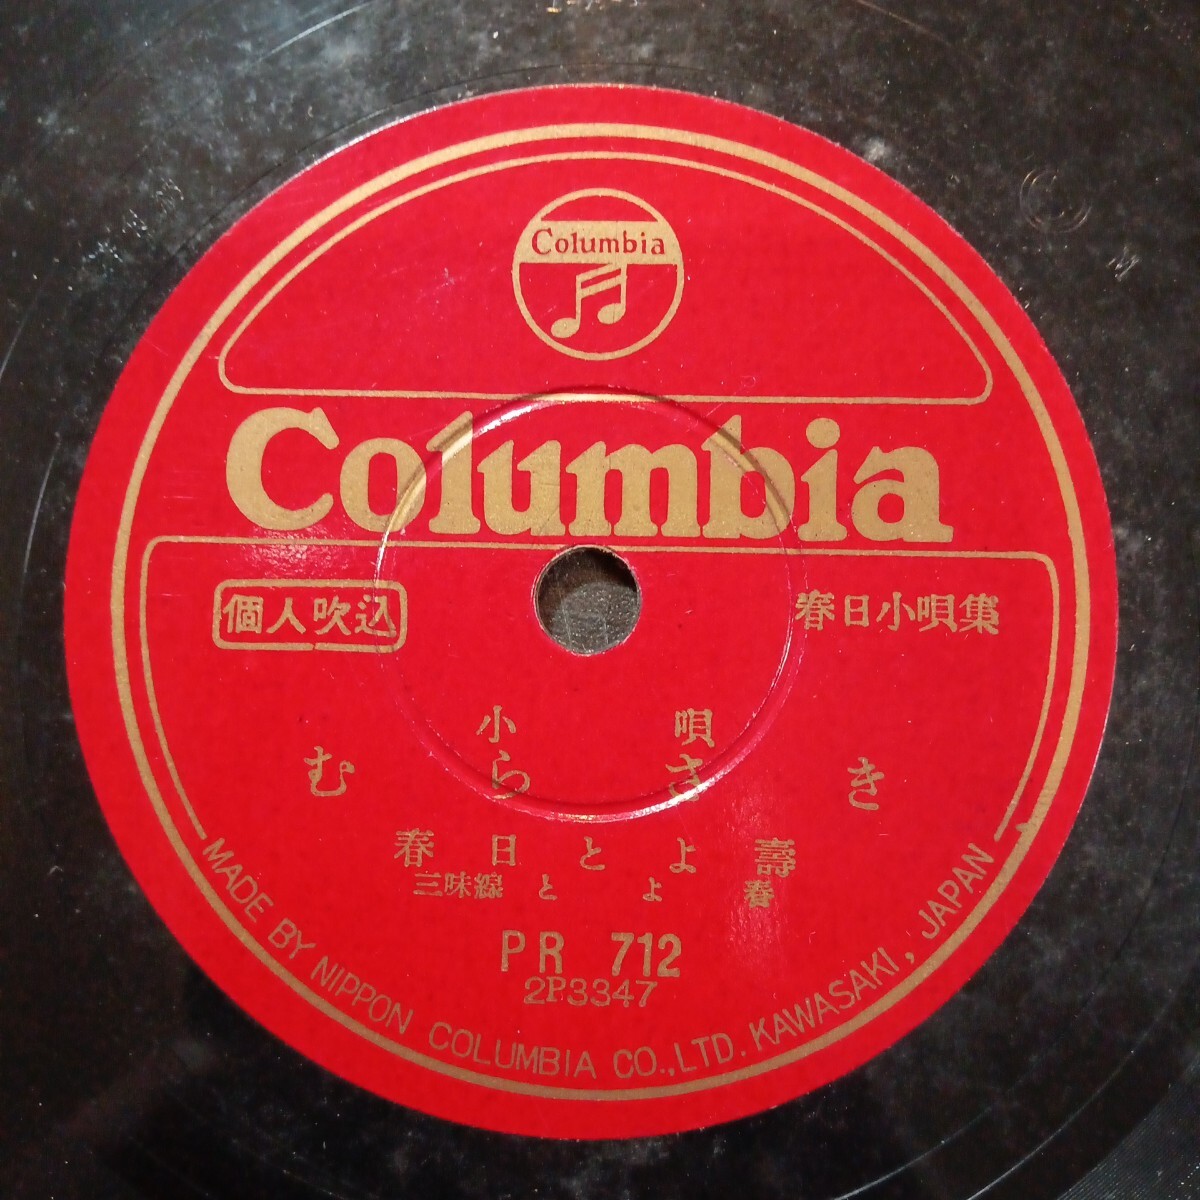 Columbia
Columbia
個人吹込
春日小唄集
小唄
むらさき
春日とよ壽
三味線 とよ春
PR 712
2P3347
MADE BY NIPPON COLUMBIA CO., LTD. KAWASAKI, JAPAN